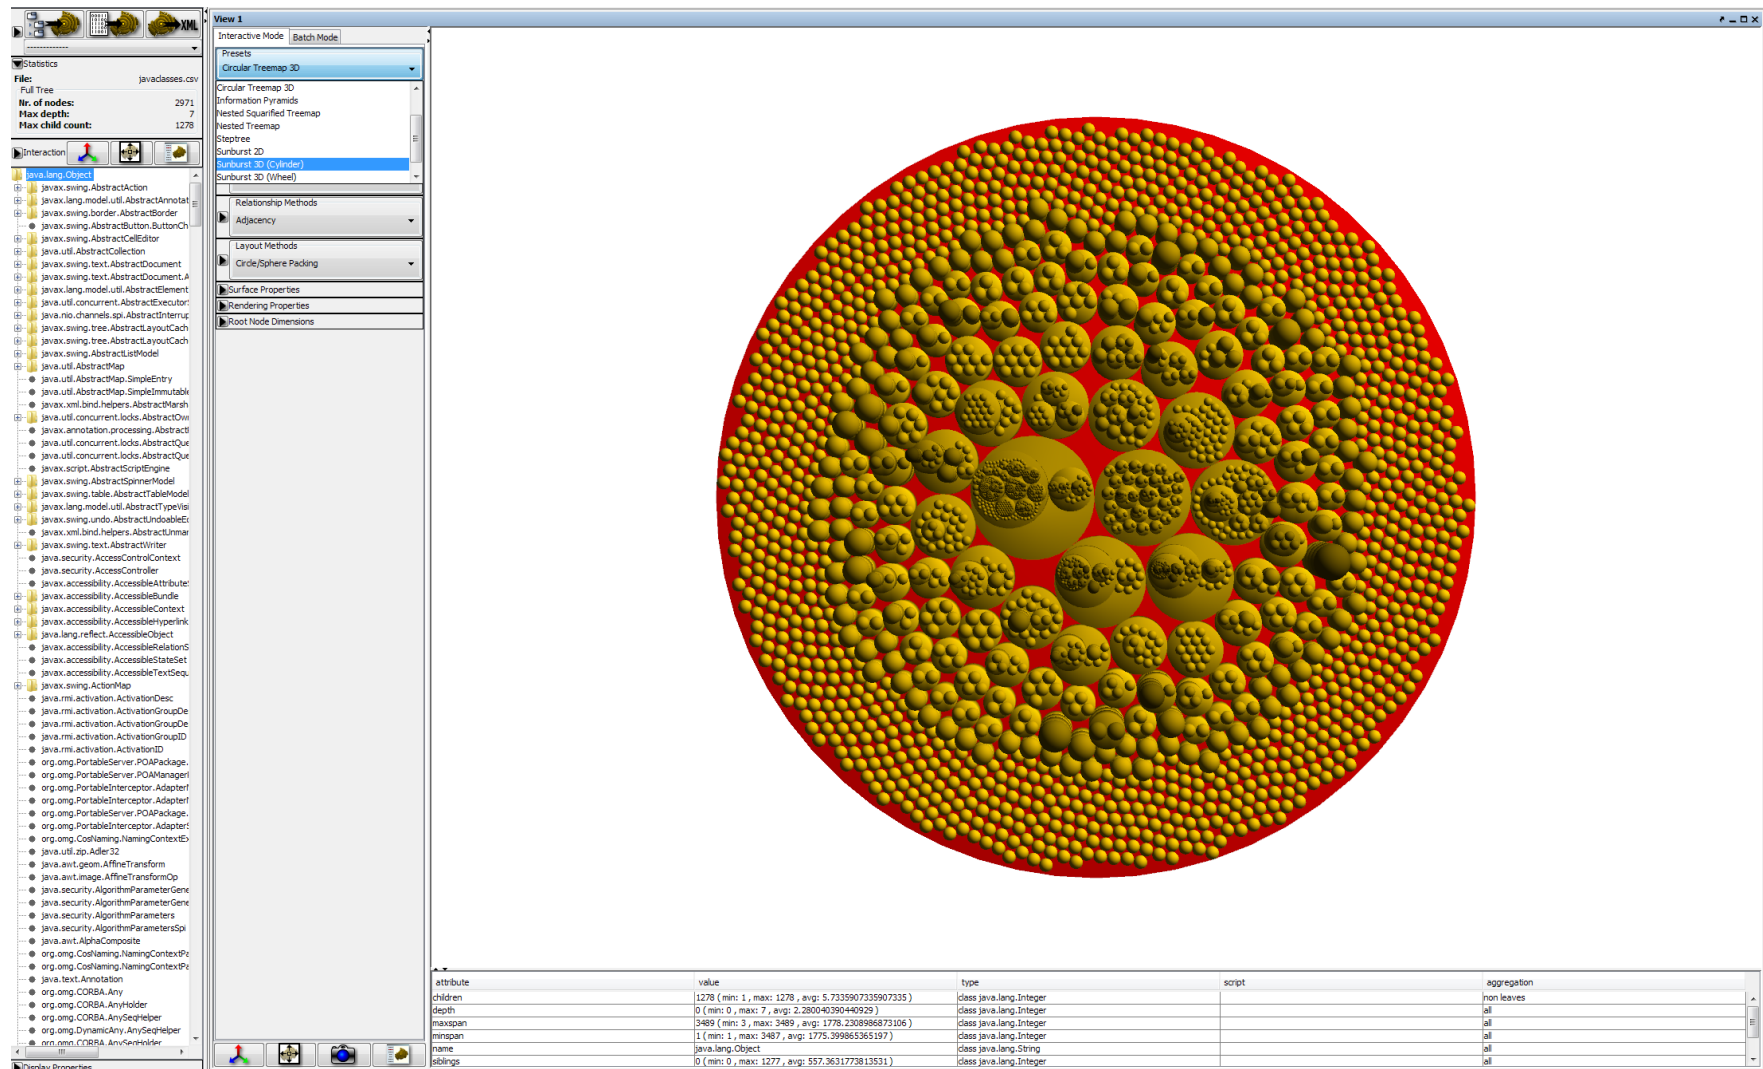 XML
-------------
Statistics
File: javaclasses.csv
Full Tree
Nr. of nodes: 2971
Max depth: 7
Max child count: 1278
Interaction
java.lang.Object
javax.swing.AbstractAction
javax.lang.model.util.AbstractAnnotat
javax.swing.border.AbstractBorder
javax.swing.AbstractButton.ButtonCh
javax.swing.AbstractCellEditor
java.util.AbstractCollection
javax.swing.text.AbstractDocument
javax.swing.text.AbstractDocument.A
javax.lang.model.util.AbstractElement
java.util.concurrent.AbstractExecutor
java.nio.channels.spi.AbstractInterrup
javax.swing.tree.AbstractLayoutCach
javax.swing.tree.AbstractLayoutCach
javax.swing.AbstractListModel
java.util.AbstractMap
java.util.AbstractMap.SimpleEntry
java.util.AbstractMap.SimpleImmutable
javax.xml.bind.helpers.AbstractMarsh
java.util.concurrent.locks.AbstractOwn
javax.annotation.processing.Abstract
java.util.concurrent.locks.AbstractQue
java.util.concurrent.locks.AbstractQue
javax.script.AbstractScriptEngine
javax.swing.AbstractSpinnerModel
javax.swing.table.AbstractTableModel
javax.lang.model.util.AbstractTypeVisi
javax.swing.undo.AbstractUndoableEd
javax.xml.bind.helpers.AbstractUnmar
javax.swing.text.AbstractWriter
java.security.AccessControlContext
java.security.AccessController
javax.accessibility.AccessibleAttribute
javax.accessibility.AccessibleBundle
javax.accessibility.AccessibleContext
javax.accessibility.AccessibleHyperlink
java.lang.reflect.AccessibleObject
javax.accessibility.AccessibleRelationS
javax.accessibility.AccessibleStateSet
javax.accessibility.AccessibleTextSequ
javax.swing.ActionMap
java.rmi.activation.ActivationDesc
java.rmi.activation.ActivationGroupDe
java.rmi.activation.ActivationGroupDe
java.rmi.activation.ActivationGroupID
java.rmi.activation.ActivationID
org.omg.PortableServer.POAPackage.
org.omg.PortableServer.POAManager
org.omg.PortableInterceptor.Adapter
org.omg.PortableInterceptor.Adapter
org.omg.PortableServer.POAPackage.
org.omg.PortableInterceptor.AdapterS
org.omg.CosNaming.NamingContextEx
java.util.zip.Adler32
java.awt.geom.AffineTransform
java.awt.image.AffineTransformOp
java.security.AlgorithmParameterGene
java.security.AlgorithmParameterGene
java.security.AlgorithmParameters
java.security.AlgorithmParametersSpi
java.awt.AlphaComposite
org.omg.CosNaming.NamingContextPa
org.omg.CosNaming.NamingContextPa
java.text.Annotation
org.omg.CORBA.Any
org.omg.CORBA.AnyHolder
org.omg.CORBA.AnySeqHelper
org.omg.DynamicAny.AnySeqHelper
org.omg.CORBA.AnySeqHolder
Display Properties
View 1
Interactive Mode Batch Mode
Presets
Circular Treemap 3D
Circular Treemap 3D
Information Pyramids
Nested Squarified Treemap
Nested Treemap
Steptree
Sunburst 2D
Sunburst 3D (Cylinder)
Sunburst 3D (Wheel)
Relationship Methods
Adjacency
Layout Methods
Circle/Sphere Packing
Surface Properties
Rendering Properties
Root Node Dimensions
attribute value type script aggregation
children 1278 ( min: 1 , max: 1278 , avg: 5.7335907335907335 ) class java.lang.Integer non leaves
depth 0 ( min: 0 , max: 7 , avg: 2.280040390440929 ) class java.lang.Integer all
maxspan 3489 ( min: 3 , max: 3489 , avg: 1778.2308986873106 ) class java.lang.Integer all
minspan 1 ( min: 1 , max: 3487 , avg: 1775.399865365197 ) class java.lang.Integer all
name java.lang.Object class java.lang.String all
siblings 0 ( min: 0 , max: 1277 , avg: 557.3631773813531 ) class java.lang.Integer all